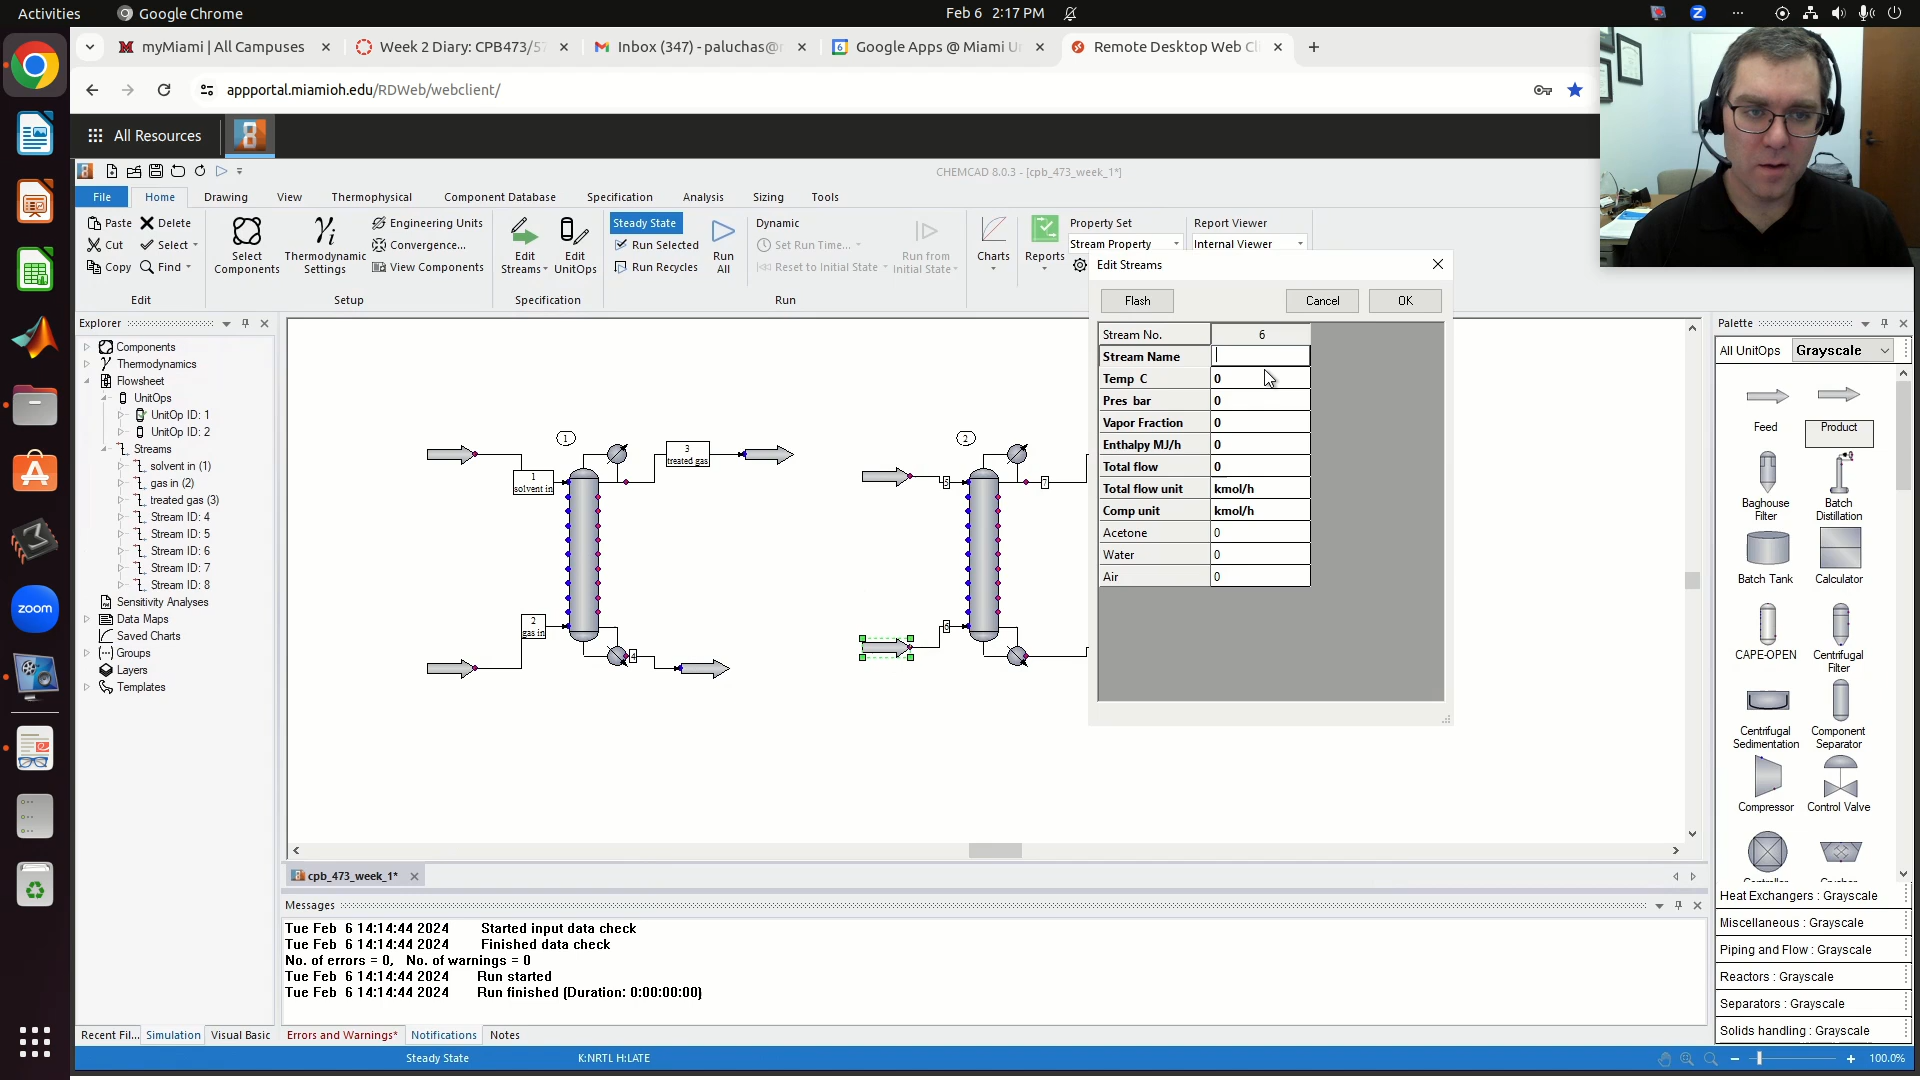 Activities
Google Chrome
Feb 6 2:17 PM
myMiami | All Campuses
Week 2 Diary: CPB473/57
Inbox (347) - paluchas@
Google Apps @ Miami U
Remote Desktop Web Cli
appportal.miamioh.edu/RDWeb/webclient/
All Resources
CHEMCAD 8.0.3 - [cpb_473_week_1*]
File
Home
Drawing
View
Thermophysical
Component Database
Specification
Analysis
Sizing
Tools
Paste
Delete
Cut
Select
Copy
Find
Edit
Select Components
Thermodynamic Settings
Engineering Units
Convergence...
View Components
Setup
Edit Streams
Edit UnitOps
Specification
Steady State
Run Selected
Run Recycles
Run All
Dynamic
Set Run Time...
Reset to Initial State
Run from Initial State
Run
Charts
Reports
Property Set
Stream Property
Report Viewer
Internal Viewer
Explorer
Components
Thermodynamics
Flowsheet
UnitOps
UnitOp ID: 1
UnitOp ID: 2
Streams
solvent in (1)
gas in (2)
treated gas (3)
Stream ID: 4
Stream ID: 5
Stream ID: 6
Stream ID: 7
Stream ID: 8
Sensitivity Analyses
Data Maps
Saved Charts
Groups
Layers
Templates
1
3
treated gas
1
solvent in
2
gas in
4
2
5
7
6
Edit Streams
Flash
Cancel
OK
Stream No. 6
Stream Name
Temp C 0
Pres bar 0
Vapor Fraction 0
Enthalpy MJ/h 0
Total flow 0
Total flow unit kmol/h
Comp unit kmol/h
Acetone 0
Water 0
Air 0
Palette
All UnitOps
Grayscale
Feed
Product
Baghouse Filter
Batch Distillation
Batch Tank
Calculator
CAPE-OPEN
Centrifugal Filter
Centrifugal Sedimentation
Component Separator
Compressor
Control Valve
Heat Exchangers : Grayscale
Miscellaneous : Grayscale
Piping and Flow : Grayscale
Reactors : Grayscale
Separators : Grayscale
Solids handling : Grayscale
cpb_473_week_1*
Messages
Tue Feb 6 14:14:44 2024 Started input data check
Tue Feb 6 14:14:44 2024 Finished data check
No. of errors = 0, No. of warnings = 0
Tue Feb 6 14:14:44 2024 Run started
Tue Feb 6 14:14:44 2024 Run finished (Duration: 0:00:00:00)
Recent Fil...
Simulation
Visual Basic
Errors and Warnings*
Notifications
Notes
Steady State
K:NRTL H:LATE
100.0%
zoom